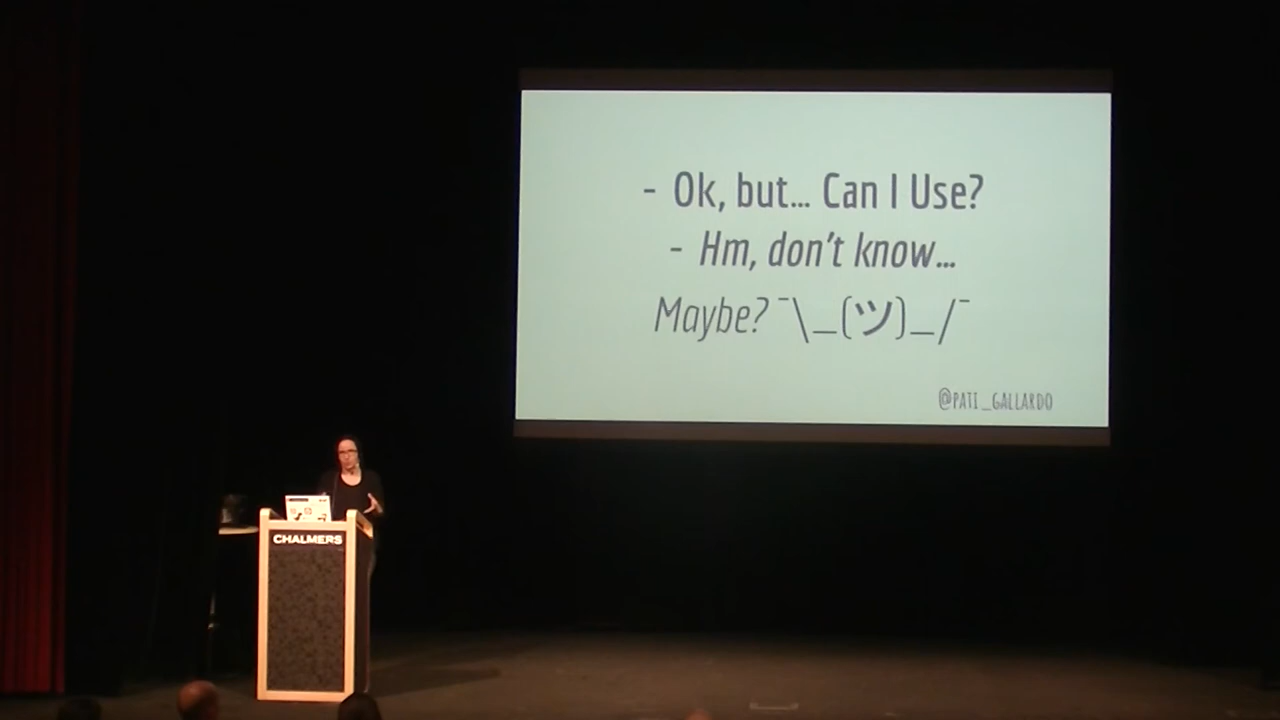 - Ok, but... Can I Use?
- Hm, don't know...
Maybe? ¯\_(ツ)_/¯
@PATI_GALLARDO
CHALMERS